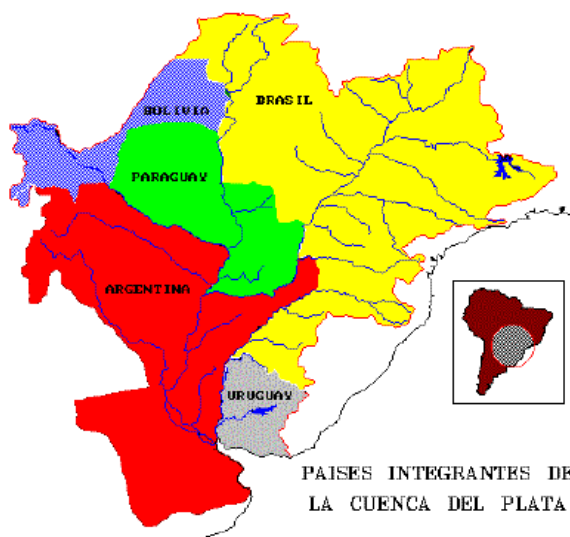 BRASIL
BOLIVIA
PARAGUAY
ARGENTINA
URUGUAY
PAISES INTEGRANTES DE
LA CUENCA DEL PLATA